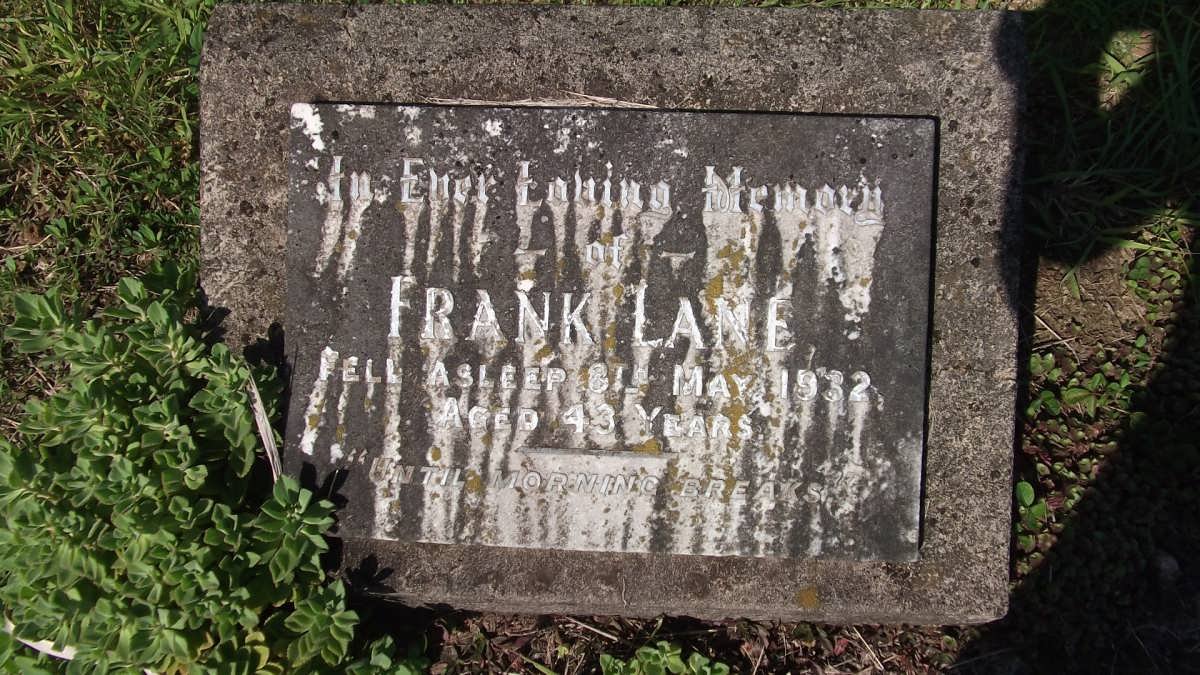 In Ever Loving Memory
of
FRANK LANE
FELL ASLEEP 8TH MAY, 1932
AGED 43 YEARS
"UNTIL MORNING BREAKS"